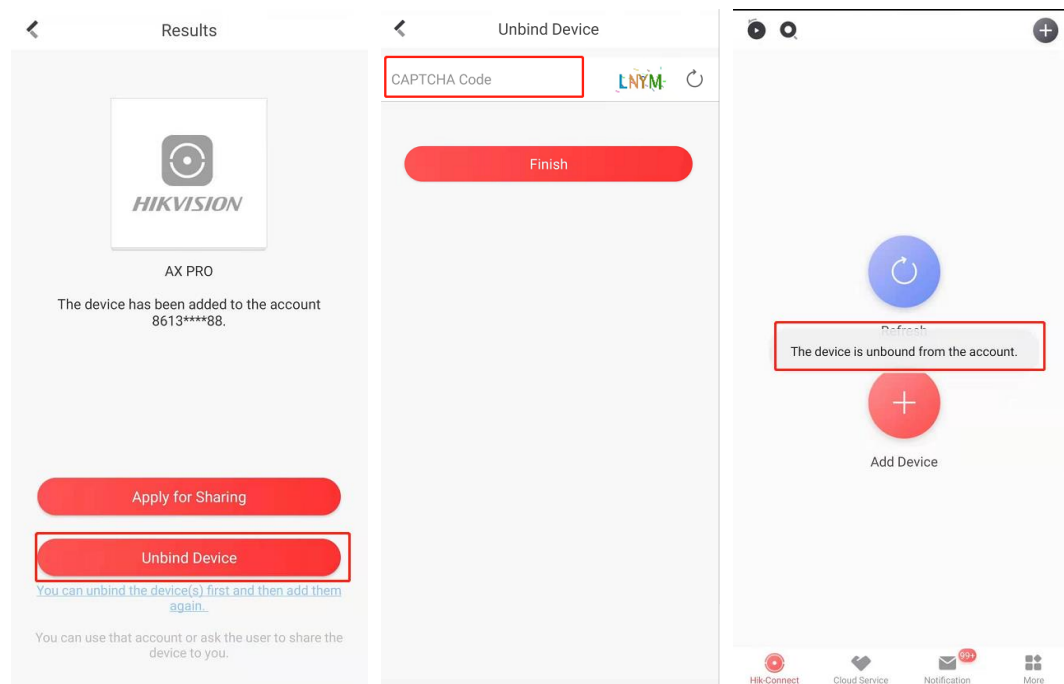 Results
HIKVISION
AX PRO
The device has been added to the account
8613****88.
Apply for Sharing
Unbind Device
You can unbind the device(s) first and then add them
again.
You can use that account or ask the user to share the
device to you.
Unbind Device
CAPTCHA Code
LNYM
Finish
Refresh
The device is unbound from the account.
Add Device
99+
Hik-Connect
Cloud Service
Notification
More